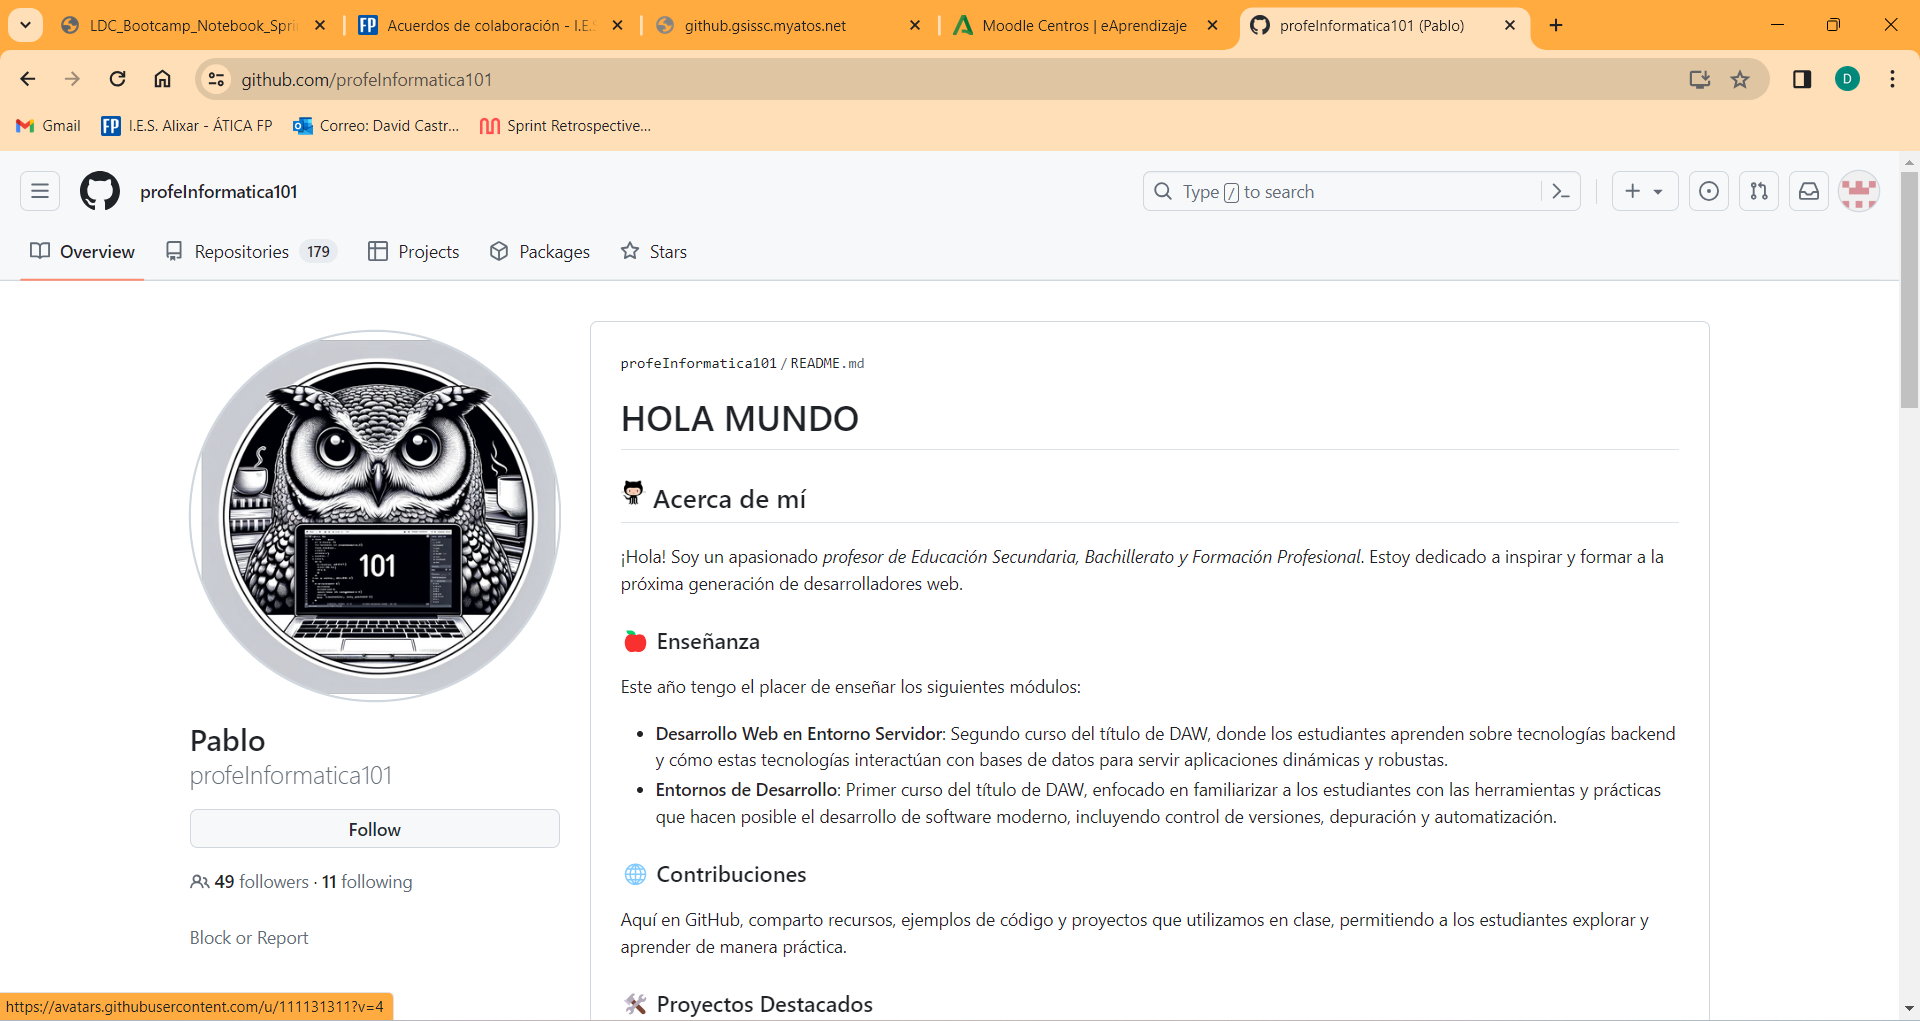 LDC_Bootcamp_Notebook_Spri
Acuerdos de colaboración - I.E.S
github.gsissc.myatos.net
Moodle Centros | eAprendizaje
profeInformatica101 (Pablo)
github.com/profeInformatica101
D
Gmail
FP I.E.S. Alixar - ÁTICA FP
Correo: David Castr...
Sprint Retrospective...
profeInformatica101
Type / to search
Overview
Repositories 179
Projects
Packages
Stars
101
Pablo
profeInformatica101
Follow
49 followers · 11 following
Block or Report
profeInformatica101/README.md
HOLA MUNDO
Acerca de mí
¡Hola! Soy un apasionado profesor de Educación Secundaria, Bachillerato y Formación Profesional. Estoy dedicado a inspirar y formar a la
próxima generación de desarrolladores web.
Enseñanza
Este año tengo el placer de enseñar los siguientes módulos:
• Desarrollo Web en Entorno Servidor: Segundo curso del título de DAW, donde los estudiantes aprenden sobre tecnologías backend
y cómo estas tecnologías interactúan con bases de datos para servir aplicaciones dinámicas y robustas.
• Entornos de Desarrollo: Primer curso del título de DAW, enfocado en familiarizar a los estudiantes con las herramientas y prácticas
que hacen posible el desarrollo de software moderno, incluyendo control de versiones, depuración y automatización.
Contribuciones
Aquí en GitHub, comparto recursos, ejemplos de código y proyectos que utilizamos en clase, permitiendo a los estudiantes explorar y
aprender de manera práctica.
Proyectos Destacados
https://avatars.githubusercontent.com/u/111131311?v=4